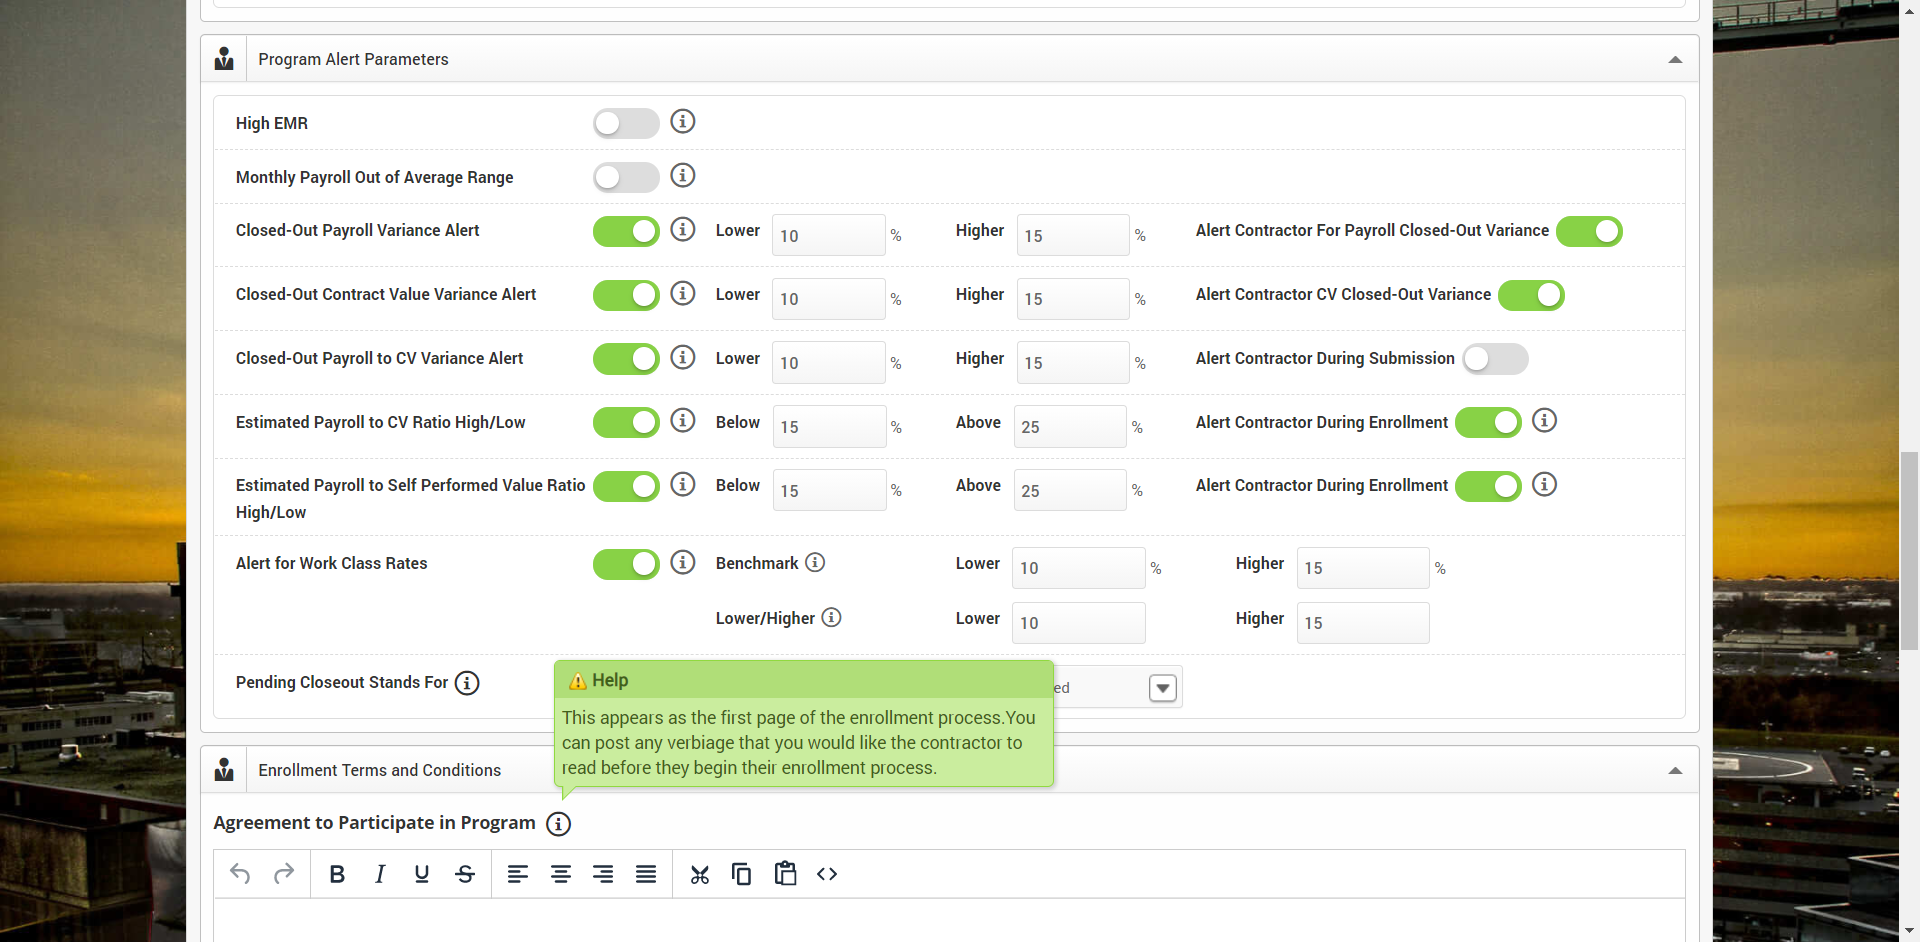 Program Alert Parameters
High EMR
Monthly Payroll Out of Average Range
Closed-Out Payroll Variance Alert Lower 10 % Higher 15 % Alert Contractor For Payroll Closed-Out Variance
Closed-Out Contract Value Variance Alert Lower 10 % Higher 15 % Alert Contractor CV Closed-Out Variance
Closed-Out Payroll to CV Variance Alert Lower 10 % Higher 15 % Alert Contractor During Submission
Estimated Payroll to CV Ratio High/Low Below 15 % Above 25 % Alert Contractor During Enrollment
Estimated Payroll to Self Performed Value Ratio Below 15 % Above 25 % Alert Contractor During Enrollment
High/Low
Alert for Work Class Rates Benchmark Lower 10 % Higher 15 %
Lower/Higher Lower 10 Higher 15
Pending Closeout Stands For ed
Help
This appears as the first page of the enrollment process.You
can post any verbiage that you would like the contractor to
read before they begin their enrollment process.
Enrollment Terms and Conditions
Agreement to Participate in Program